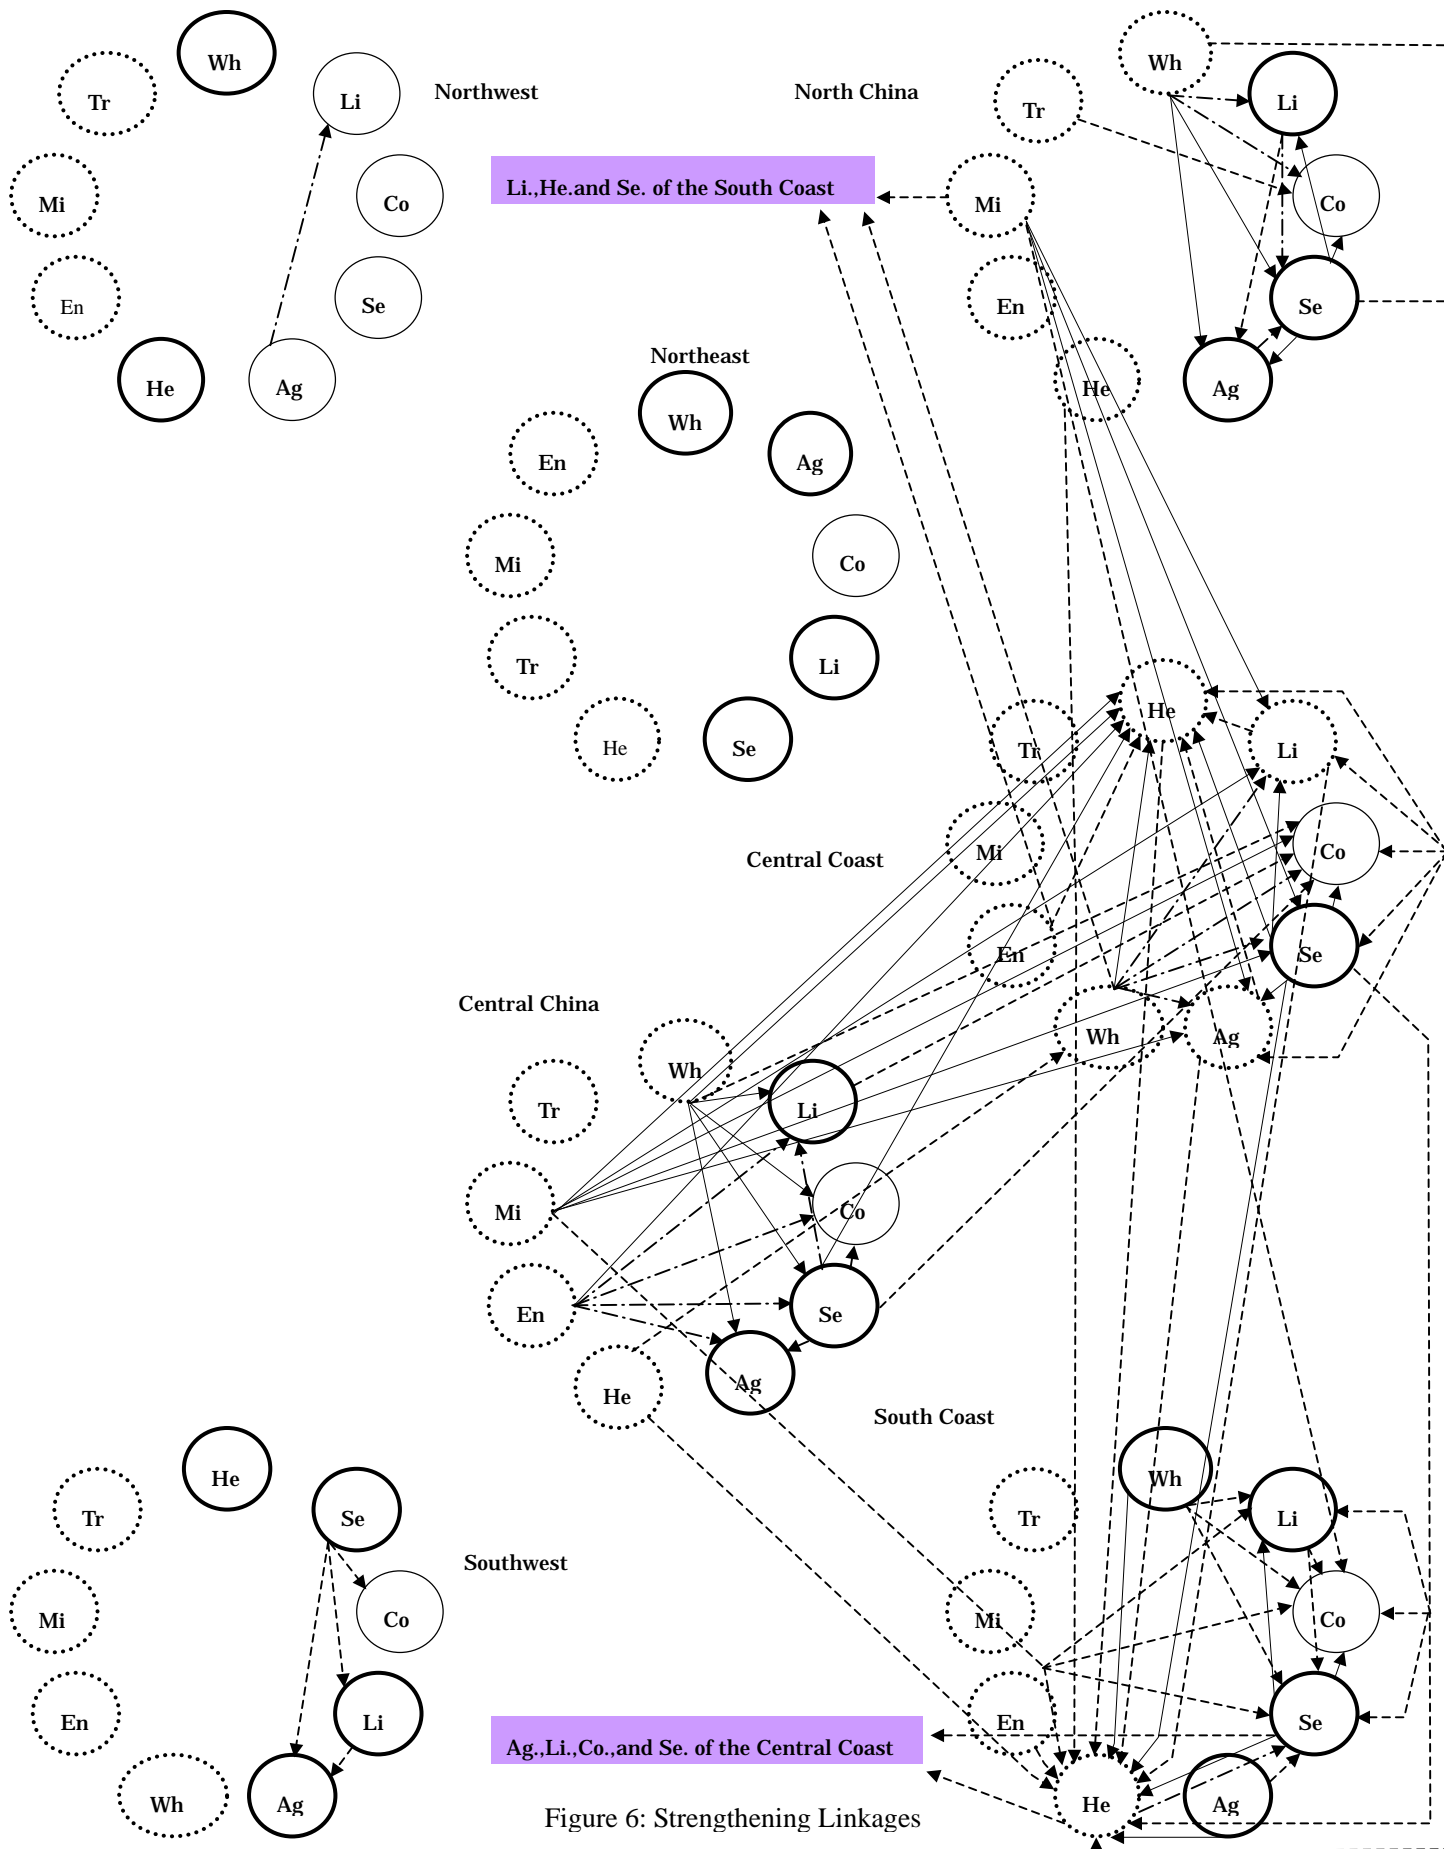 Wh
Tr
Li
Northwest
Mi
Co
En
Se
He
Ag
North China
Wh
Tr
Li
Mi
Co
En
Se
He
Ag
Li.,He.and Se. of the South Coast
Northeast
Wh
En
Ag
Mi
Co
Tr
Li
He
Se
Central Coast
He
Tr
Li
Mi
Co
En
Se
Wh
Ag
Central China
Wh
Tr
Li
Mi
Co
En
Se
He
Ag
South Coast
Wh
Tr
Li
Mi
Co
En
Se
He
Ag
Southwest
He
Tr
Se
Mi
Co
En
Li
Wh
Ag
Ag.,Li.,Co.,and Se. of the Central Coast
Figure 6: Strengthening Linkages